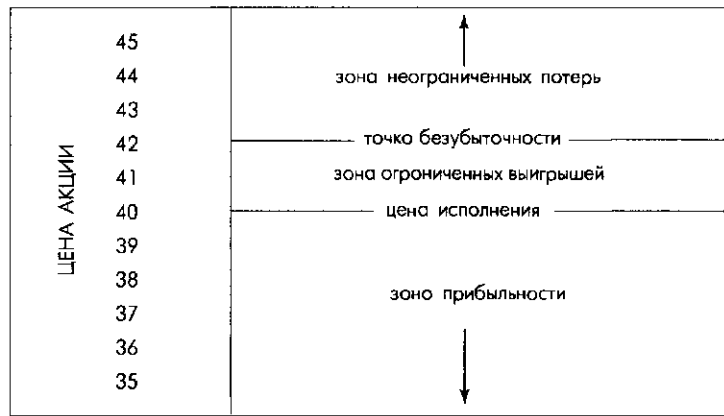 ЦЕНА АКЦИИ
45
44
зона неограниченных потерь
43
42
точка безубыточности
41
зона ограниченных выигрышей
40
цена исполнения
39
38
зоно прибыльности
37
36
35